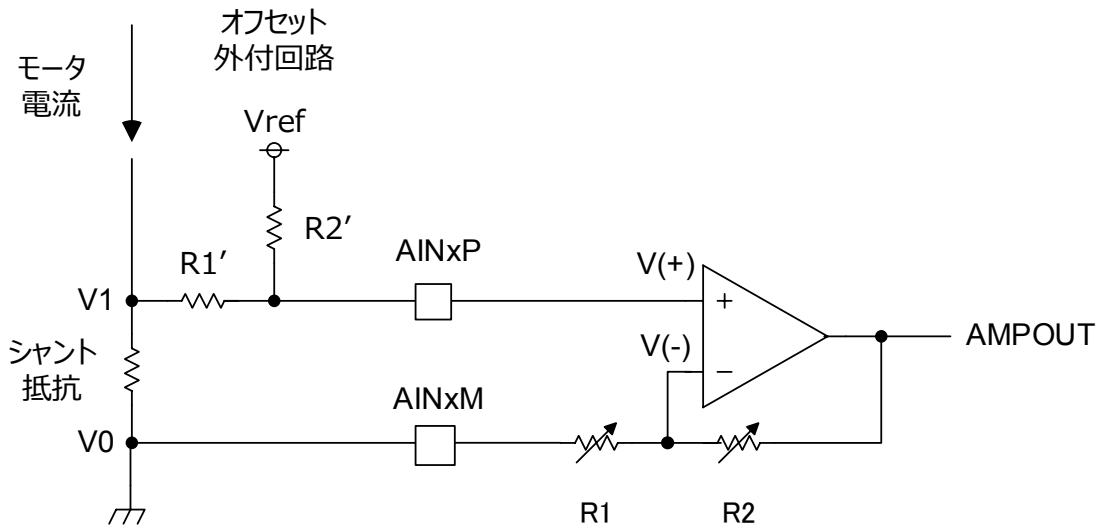 オフセット
外付回路
モータ
電流
Vref
R2′
R1′
AINxP
V(+)
V1
+
AMPOUT
シャント
抵抗
V(-)
−
AINxM
V0
R1
R2